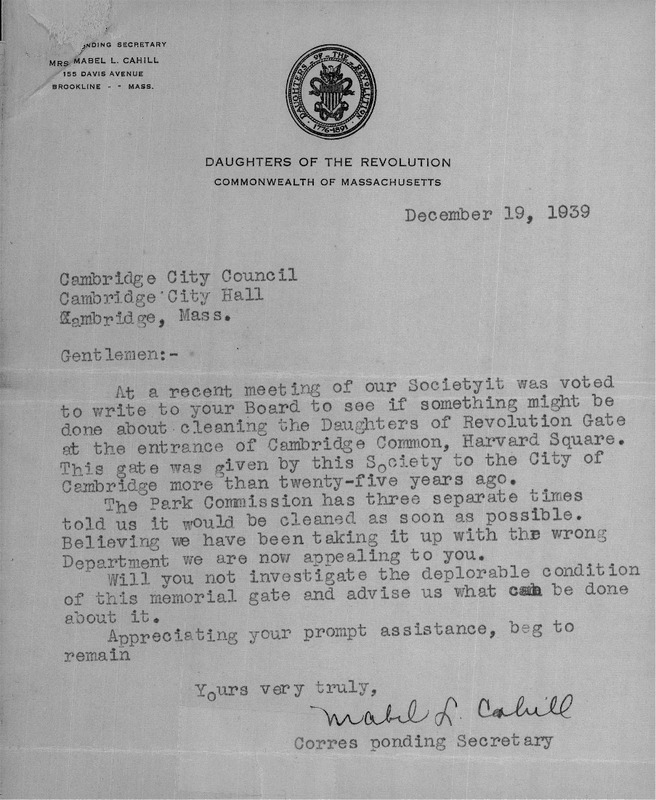 NDING SECRETARY
MRS MABEL L. CAHILL
155 DAVIS AVENUE
BROOKLINE - - MASS.
DAUGHTERS OF THE REVOLUTION
1776-1891
DAUGHTERS OF THE REVOLUTION
COMMONWEALTH OF MASSACHUSETTS
December 19, 1939
Cambridge City Council
Cambridge City Hall
Cambridge, Mass.
Gentlemen:-
At a recent meeting of our Societyit was voted
to write to your Board to see if something might be
done about cleaning the Daughters of Revolution Gate
at the entrance of Cambridge Common, Harvard Square.
This gate was given by this Society to the City of
Cambridge more than twenty-five years ago.
The Park Commission has three separate times
told us it would be cleaned as soon as possible.
Believing we have been taking it up with the wrong
Department we are now appealing to you.
Will you not investigate the deplorable condition
of this memorial gate and advise us what can be done
about it.
Appreciating your prompt assistance, beg to
remain
Yours very truly,
Mabel L. Cahill
Corres ponding Secretary